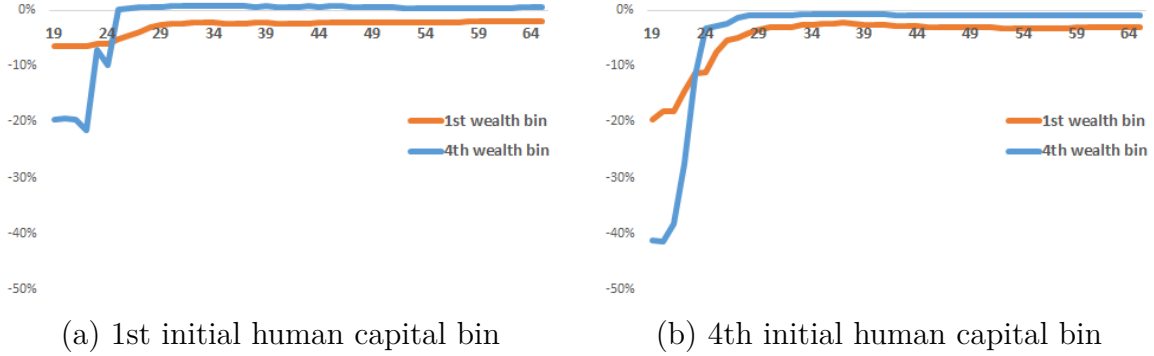 0%
19 24 29 34 39 44 49 54 59 64
-10%
-20%
1st wealth bin
4th wealth bin
-30%
-40%
-50%
(a) 1st initial human capital bin
0%
19 24 29 34 39 44 49 54 59 64
-10%
-20%
1st wealth bin
4th wealth bin
-30%
-40%
-50%
(b) 4th initial human capital bin